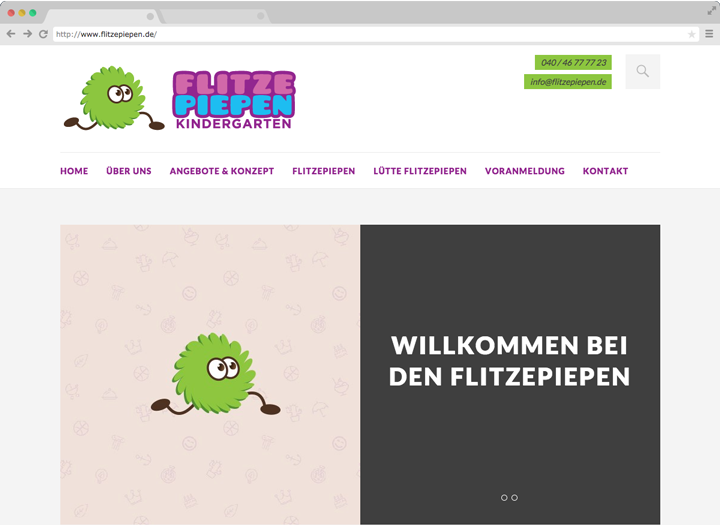 http://www.flitzepiepen.de/
040 / 46 77 77 23
info@flitzepiepen.de
FLITZE
PIEPEN
KINDERGARTEN
HOME ÜBER UNS ANGEBOTE & KONZEPT FLITZEPIEPEN LÜTTE FLITZEPIEPEN VORANMELDUNG KONTAKT
WILLKOMMEN BEI
DEN FLITZEPIEPEN